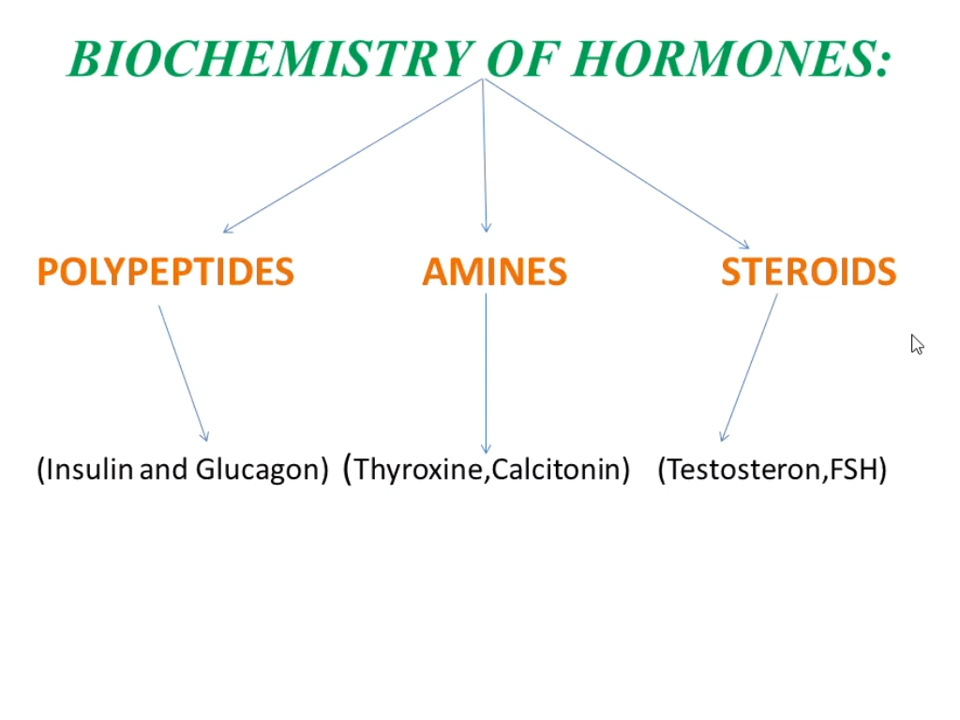 BIOCHEMISTRY OF HORMONES:
POLYPEPTIDES AMINES STEROIDS
(Insulin and Glucagon) (Thyroxine,Calcitonin) (Testosteron,FSH)